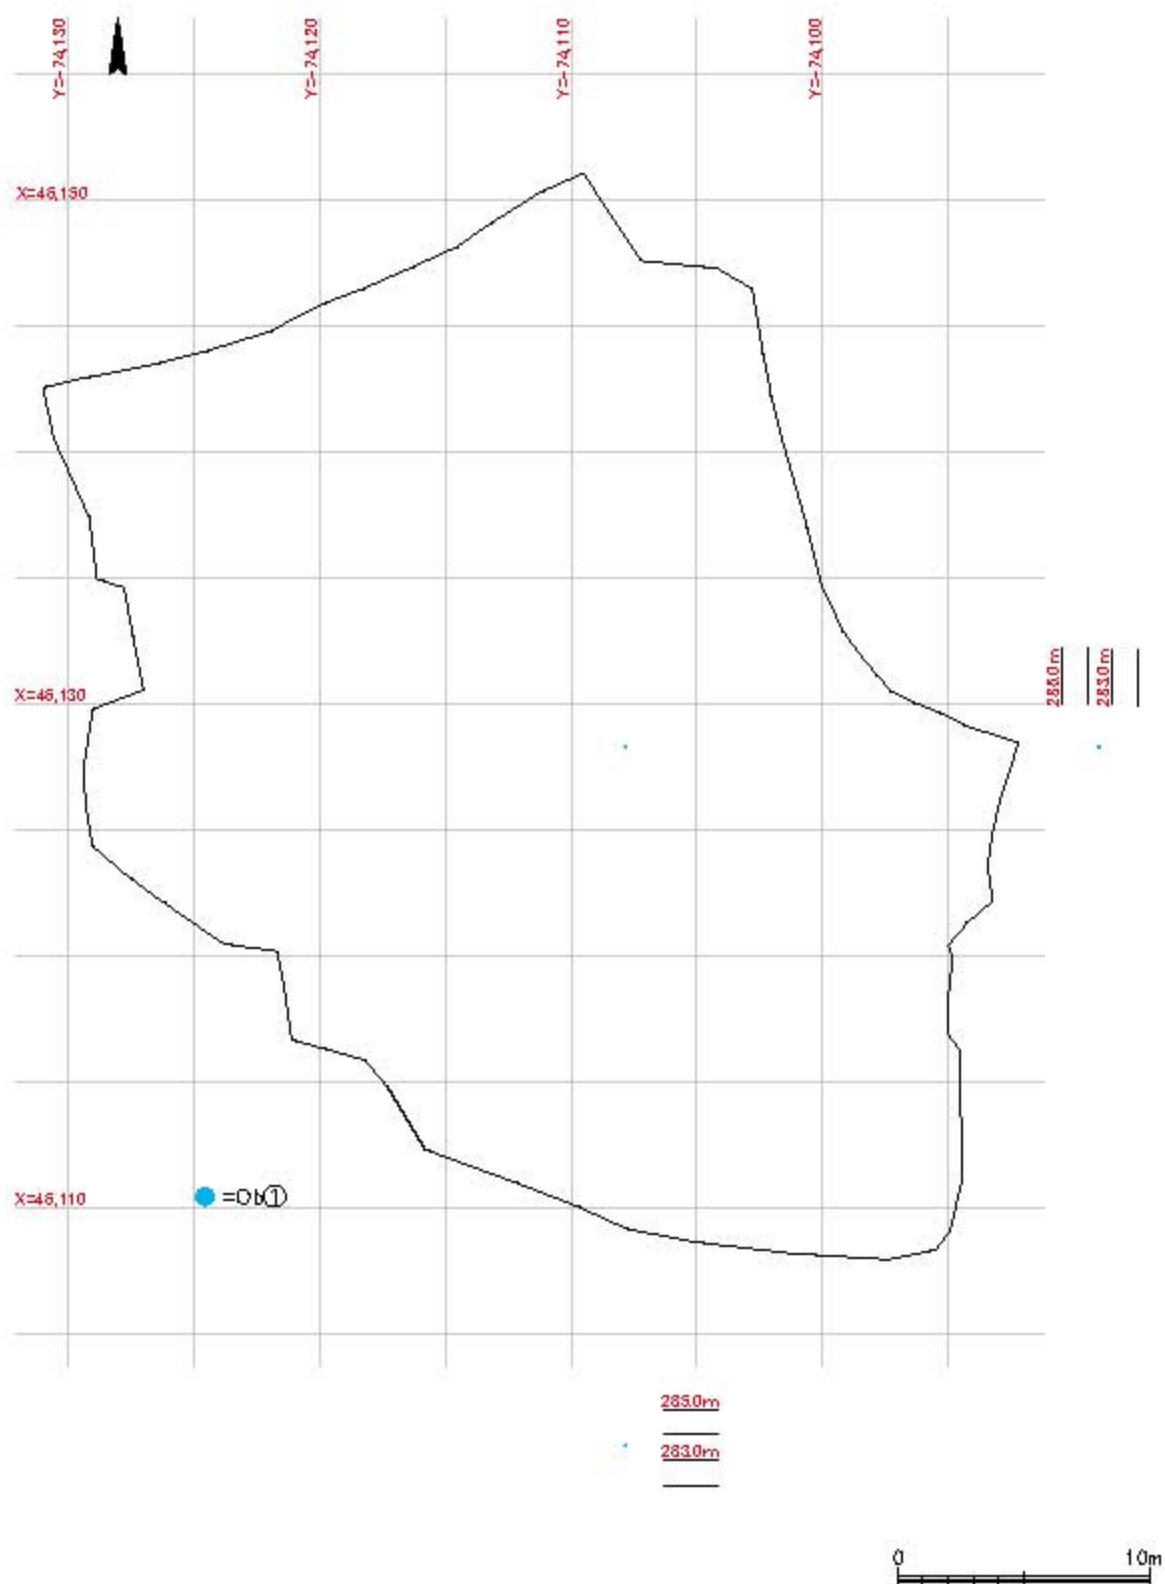 Y=-74,130
Y=-74,120
Y=-74,110
Y=-74,100
X=46,150
X=46,130
285.0m
283.0m
X=46,110
=Ob①
285.0m
283.0m
0
10m